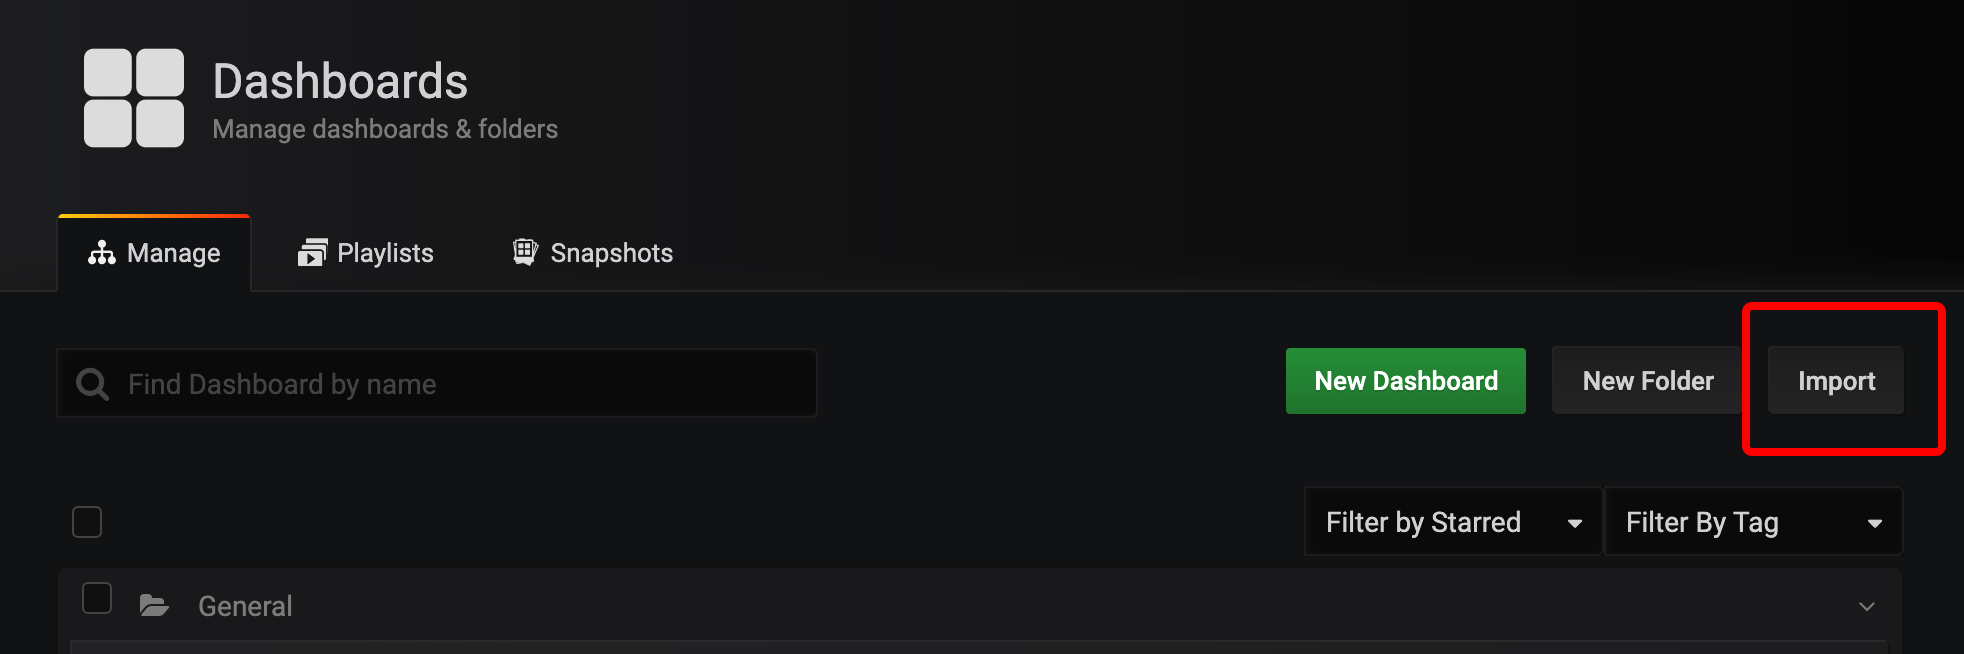 Dashboards
Manage dashboards & folders
Manage
Playlists
Snapshots
Find Dashboard by name
New Dashboard
New Folder
Import
Filter by Starred
Filter By Tag
General